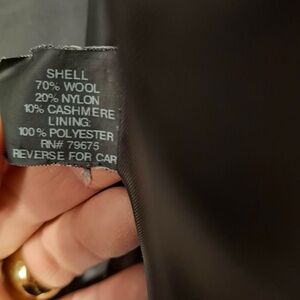 SHELL
70% WOOL
20% NYLON
10% CASHMERE
LINING:
100% POLYESTER
RN# 79675
REVERSE FOR CAR